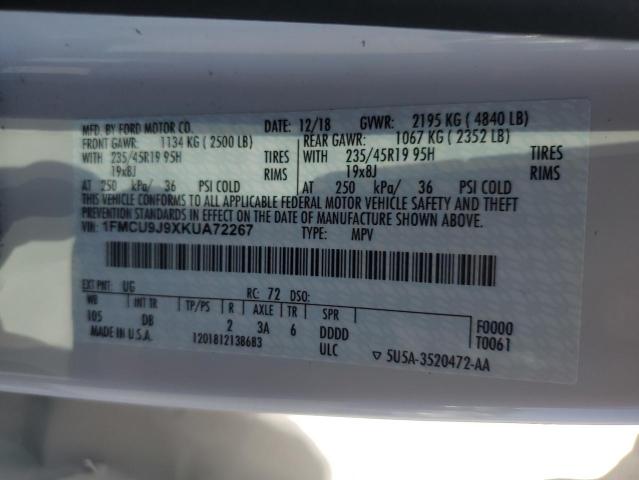 MFD. BY FORD MOTOR CO. DATE: 12/18 GVWR: 2195 KG ( 4840 LB)
FRONT GAWR: 1134 KG ( 2500 LB) REAR GAWR: 1067 KG ( 2352 LB)
WITH 235/45R19 95H TIRES WITH 235/45R19 95H TIRES
19x8J RIMS 19x8J RIMS
AT 250 kPa/ 36 PSI COLD AT 250 kPa/ 36 PSI COLD
THIS VEHICLE CONFORMS TO ALL APPLICABLE FEDERAL MOTOR VEHICLE SAFETY AND THEFT
PREVENTION STANDARDS IN EFFECT ON THE DATE OF MANUFACTURE SHOWN ABOVE.
VIN: 1FMCU9J9XKUA72267 TYPE: MPV
EXT PNT: UG RC: 72 DSO:
WB INT TR TP/PS R AXLE TR SPR
105 DB 2 3A 6 DDDD F0000
MADE IN U.S.A. 12018121386B3 ULC T0061
▽ 5U5A-3520472-AA